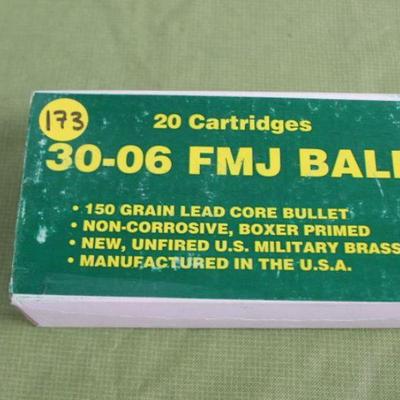 173
20 Cartridges
30-06 FMJ BALL
• 150 GRAIN LEAD CORE BULLET
• NON-CORROSIVE, BOXER PRIMED
• NEW, UNFIRED U.S. MILITARY BRASS
• MANUFACTURED IN THE U.S.A.